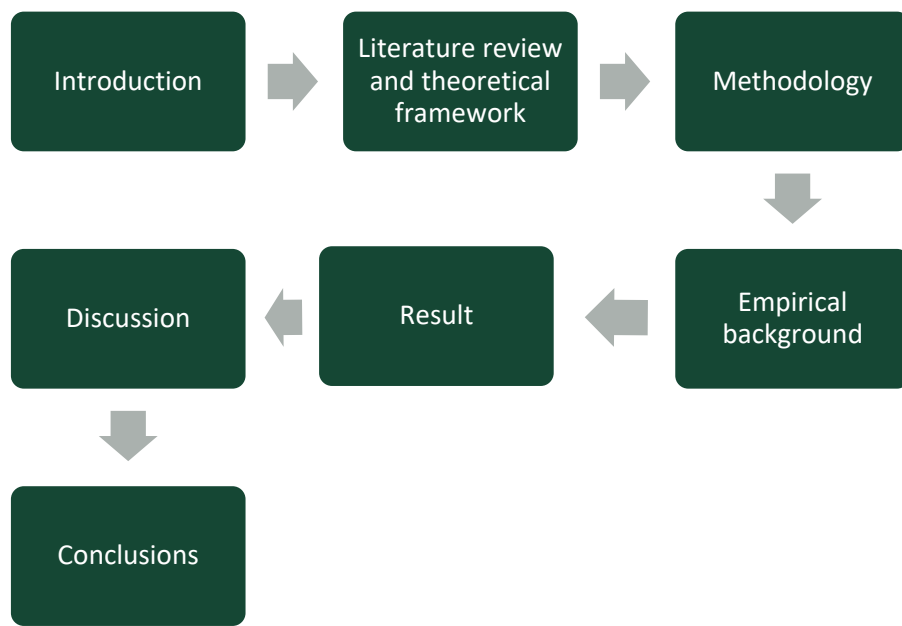 Introduction
Literature review
and theoretical
framework
Methodology
Empirical
background
Result
Discussion
Conclusions